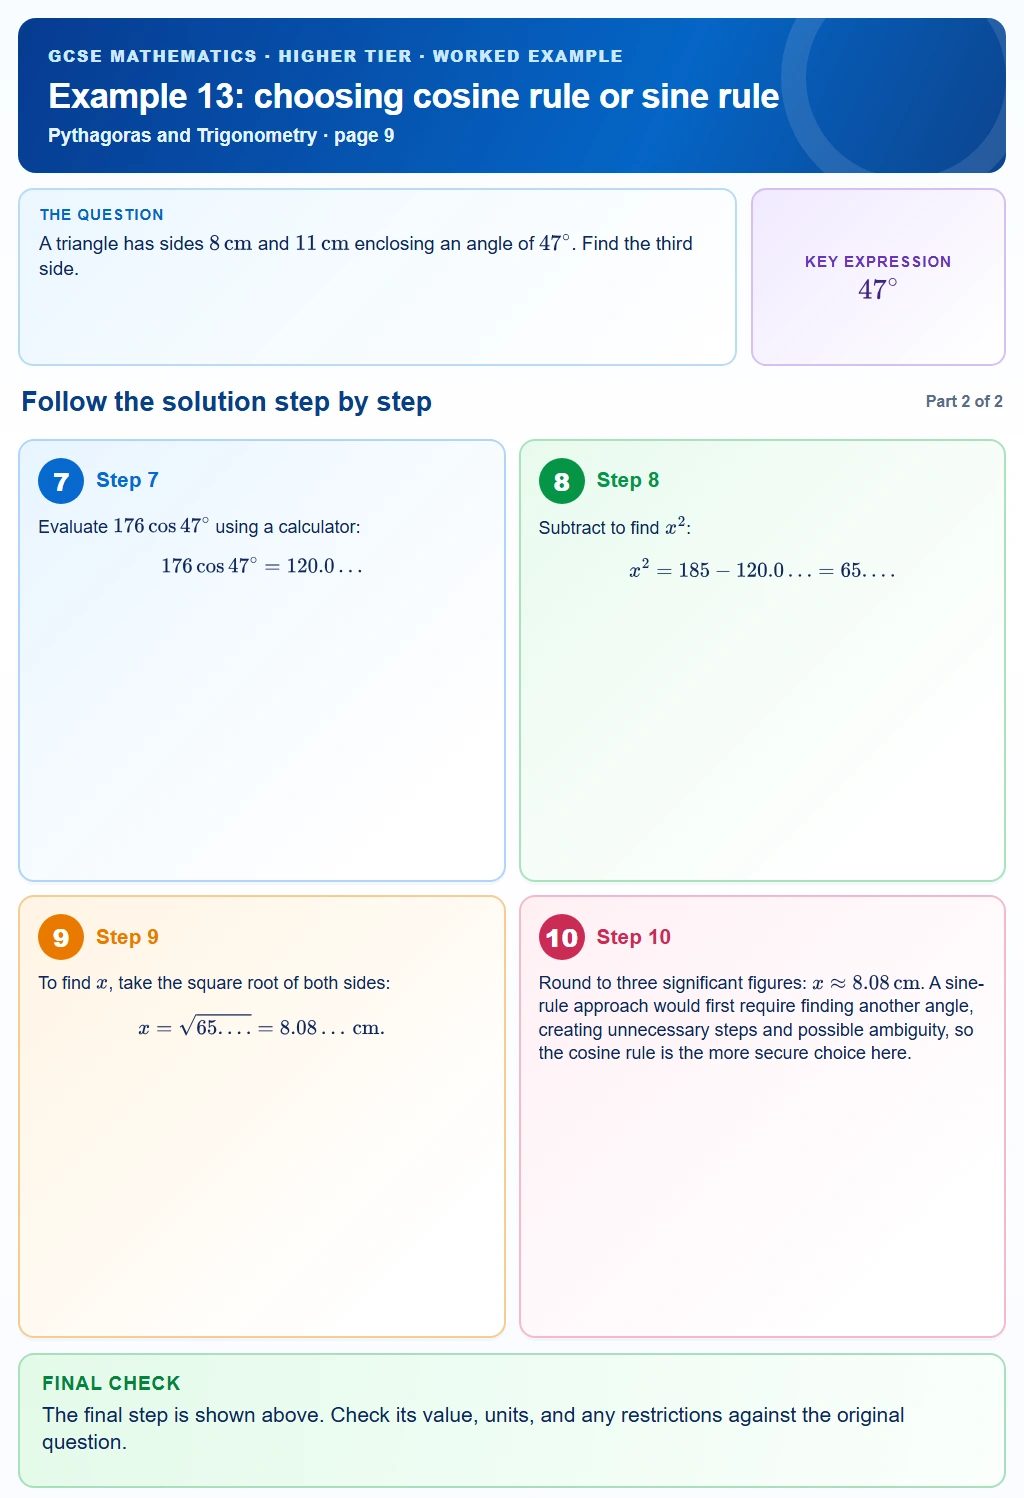 GCSE MATHEMATICS · HIGHER TIER · WORKED EXAMPLE
Example 13: choosing cosine rule or sine rule
Pythagoras and Trigonometry · page 9
THE QUESTION
A triangle has sides 8 cm and 11 cm enclosing an angle of 47°. Find the third
side.
KEY EXPRESSION
47°
Follow the solution step by step
Part 2 of 2
7
Step 7
Evaluate 176 cos 47° using a calculator:
176 cos 47° = 120.0…
8
Step 8
Subtract to find x²:
x² = 185 − 120.0… = 65.…
9
Step 9
To find x, take the square root of both sides:
x = √65.… = 8.08… cm.
10
Step 10
Round to three significant figures: x ≈ 8.08 cm. A sine-
rule approach would first require finding another angle,
creating unnecessary steps and possible ambiguity, so
the cosine rule is the more secure choice here.
FINAL CHECK
The final step is shown above. Check its value, units, and any restrictions against the original
question.